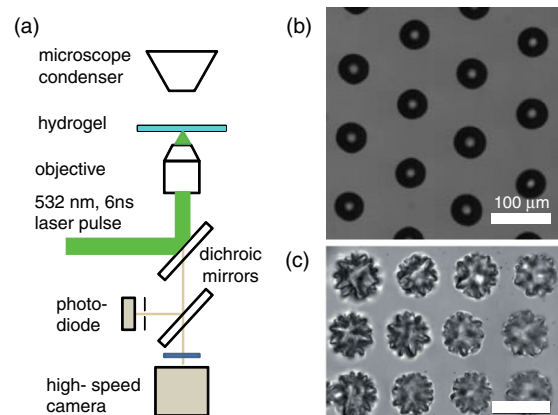 (a)
microscope
condenser
hydrogel
objective
532 nm, 6ns
laser pulse
dichroic
mirrors
photo-
diode
high- speed
camera
(b)
100 µm
(c)